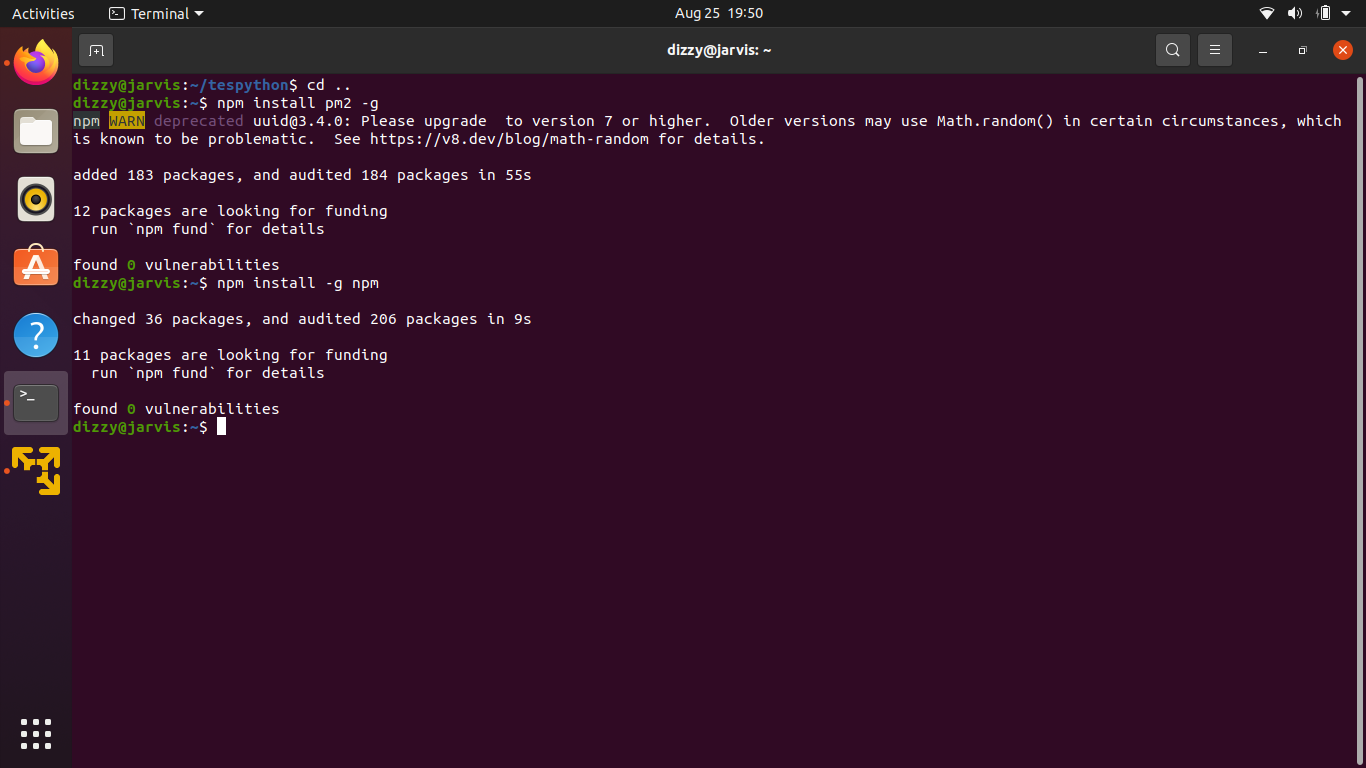 Activities
Terminal
Aug 25 19:50
dizzy@jarvis: ~
dizzy@jarvis:~/tespython$ cd ..
dizzy@jarvis:~$ npm install pm2 -g
npm WARN deprecated uuid@3.4.0: Please upgrade  to version 7 or higher.  Older versions may use Math.random() in certain circumstances, which
is known to be problematic.  See https://v8.dev/blog/math-random for details.
added 183 packages, and audited 184 packages in 55s
12 packages are looking for funding
  run `npm fund` for details
found 0 vulnerabilities
dizzy@jarvis:~$ npm install -g npm
changed 36 packages, and audited 206 packages in 9s
11 packages are looking for funding
  run `npm fund` for details
found 0 vulnerabilities
dizzy@jarvis:~$